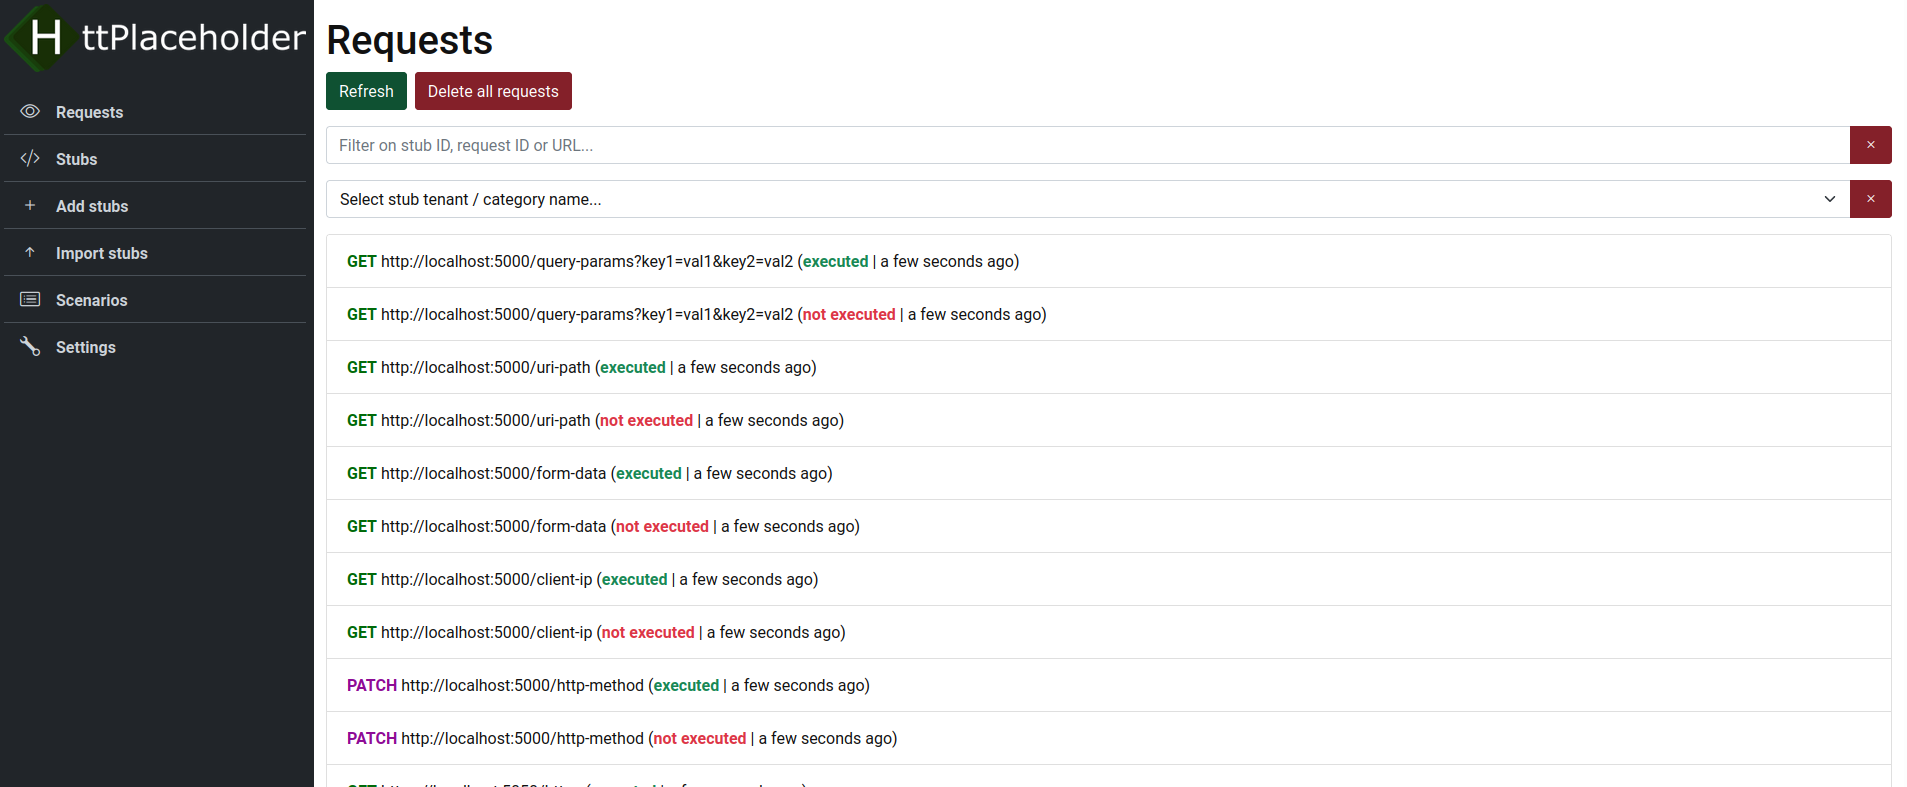 HttPlaceholder
Requests
Stubs
Add stubs
Import stubs
Scenarios
Settings
Requests
Refresh
Delete all requests
Filter on stub ID, request ID or URL...
×
Select stub tenant / category name...
×
GET http://localhost:5000/query-params?key1=val1&key2=val2 (executed | a few seconds ago)
GET http://localhost:5000/query-params?key1=val1&key2=val2 (not executed | a few seconds ago)
GET http://localhost:5000/uri-path (executed | a few seconds ago)
GET http://localhost:5000/uri-path (not executed | a few seconds ago)
GET http://localhost:5000/form-data (executed | a few seconds ago)
GET http://localhost:5000/form-data (not executed | a few seconds ago)
GET http://localhost:5000/client-ip (executed | a few seconds ago)
GET http://localhost:5000/client-ip (not executed | a few seconds ago)
PATCH http://localhost:5000/http-method (executed | a few seconds ago)
PATCH http://localhost:5000/http-method (not executed | a few seconds ago)